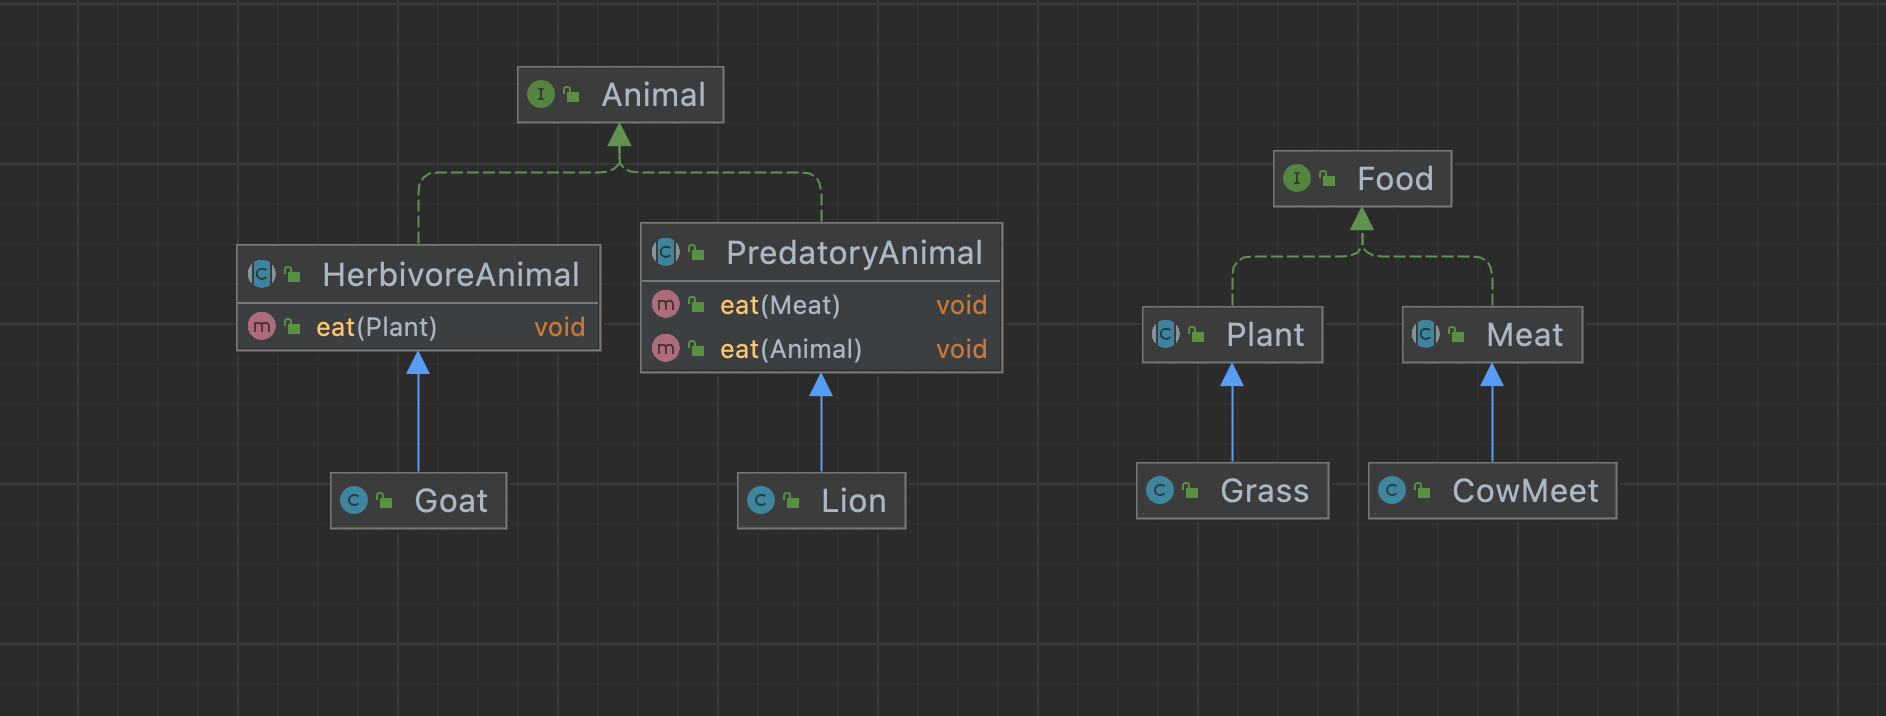 I Animal
I Food
C HerbivoreAnimal
m eat(Plant) void
C PredatoryAnimal
m eat(Meat) void
m eat(Animal) void
C Plant
C Meat
C Goat
C Lion
C Grass
C CowMeet